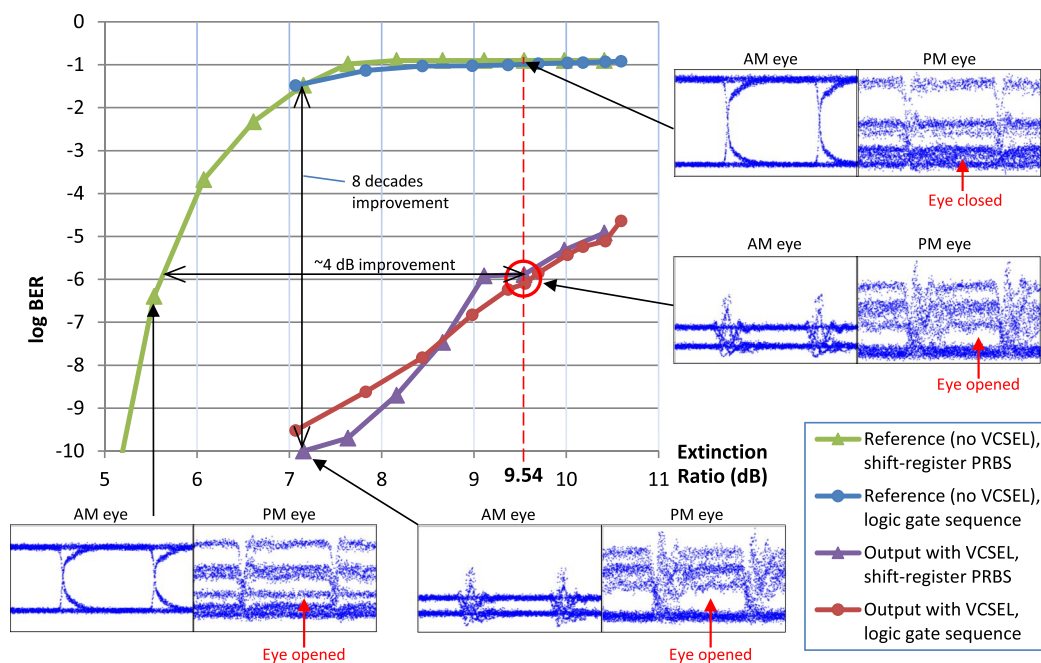 0
-1
-2
-3
-4
-5
-6
-7
-8
-9
-10
log BER
5
6
7
8
9
9.54
10
11
Extinction
Ratio (dB)
8 decades
improvement
~4 dB improvement
AM eye
PM eye
Eye closed
AM eye
PM eye
Eye opened
Reference (no VCSEL),
shift-register PRBS
Reference (no VCSEL),
logic gate sequence
Output with VCSEL,
shift-register PRBS
Output with VCSEL,
logic gate sequence
AM eye
PM eye
Eye opened
AM eye
PM eye
Eye opened